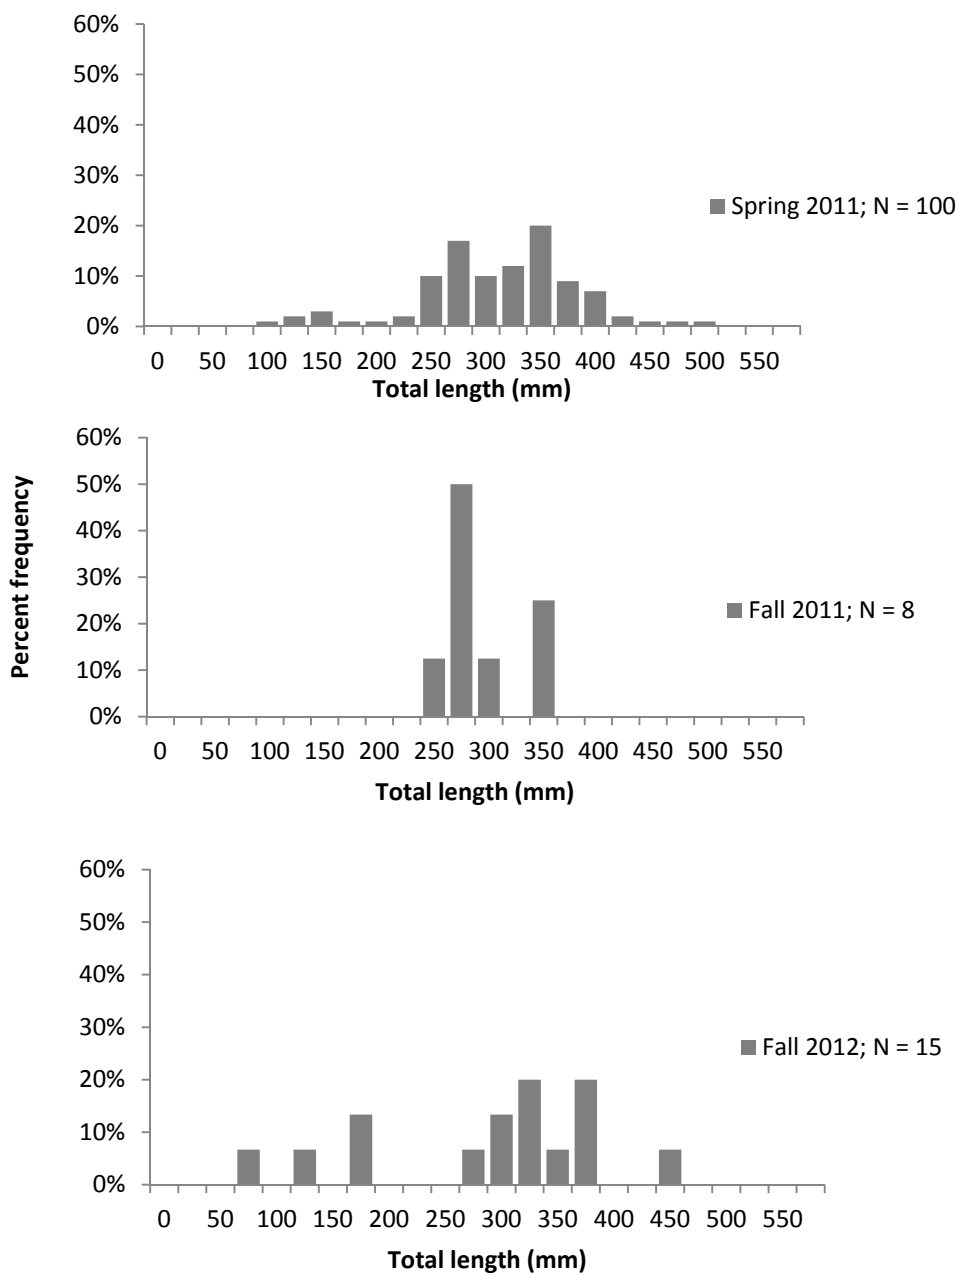 60%
50%
40%
30%
20%
10%
0%
Spring 2011; N = 100
0 50 100 150 200 250 300 350 400 450 500 550
Total length (mm)
Percent frequency
60%
50%
40%
30%
20%
10%
0%
Fall 2011; N = 8
0 50 100 150 200 250 300 350 400 450 500 550
Total length (mm)
60%
50%
40%
30%
20%
10%
0%
Fall 2012; N = 15
0 50 100 150 200 250 300 350 400 450 550
Total length (mm)